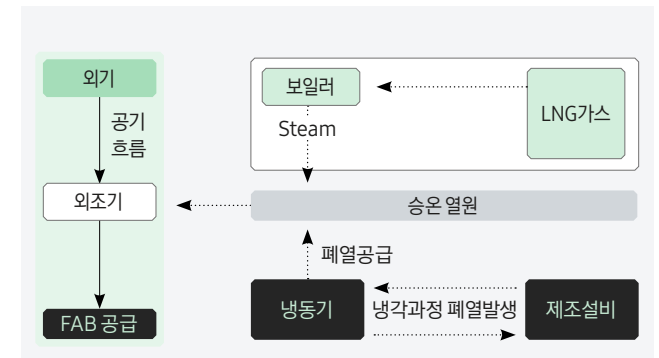 외기
공기
흐름
외조기
FAB 공급
보일러
Steam
LNG가스
승온 열원
폐열공급
냉동기
냉각과정 폐열발생
제조설비